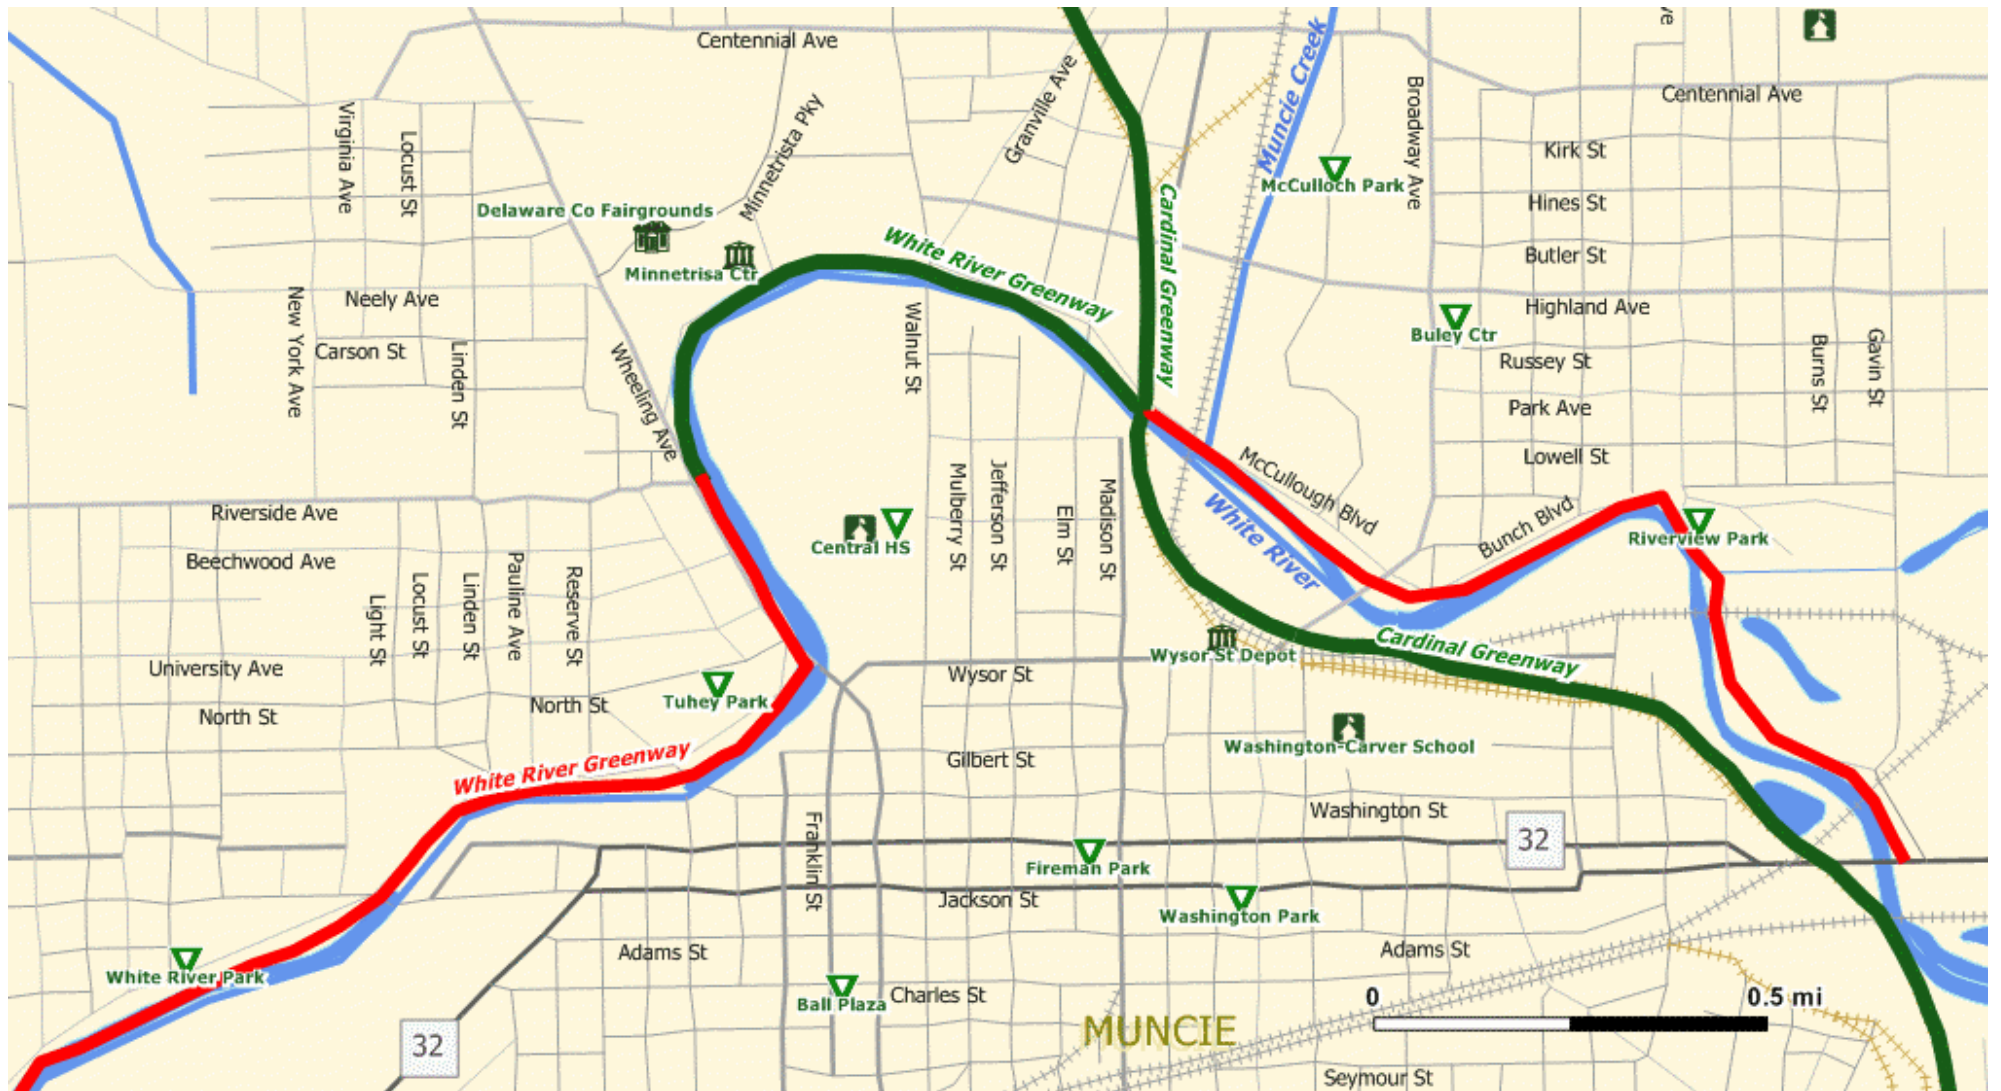 Centennial Ave
Muncie Creek
Granville Ave
Broadway Ave
Centennial Ave
Virginia Ave
Locust St
Minnetrista Pky
Kirk St
McCulloch Park
Hines St
Delaware Co Fairgrounds
Cardinal Greenway
White River Greenway
Butler St
Minnetrisa Ctr
New York Ave
Neely Ave
Highland Ave
Walnut St
Buley Ctr
Carson St
Linden St
Wheeling Ave
Russey St
Burns St
Gavin St
Park Ave
Lowell St
McCullough Blvd
Riverside Ave
White River
Bunch Blvd
Riverview Park
Central HS
Mulberry St
Jefferson St
Elm St
Madison St
Beechwood Ave
Light St
Locust St
Linden St
Pauline Ave
Reserve St
University Ave
Wysor St Depot
Cardinal Greenway
Wysor St
Tuhey Park
North St
North St
White River Greenway
Gilbert St
Washington-Carver School
Washington St
32
Franklin St
Fireman Park
Jackson St
Washington Park
Adams St
Adams St
White River Park
Ball Plaza
Charles St
0
0.5 mi
MUNCIE
32
Seymour St